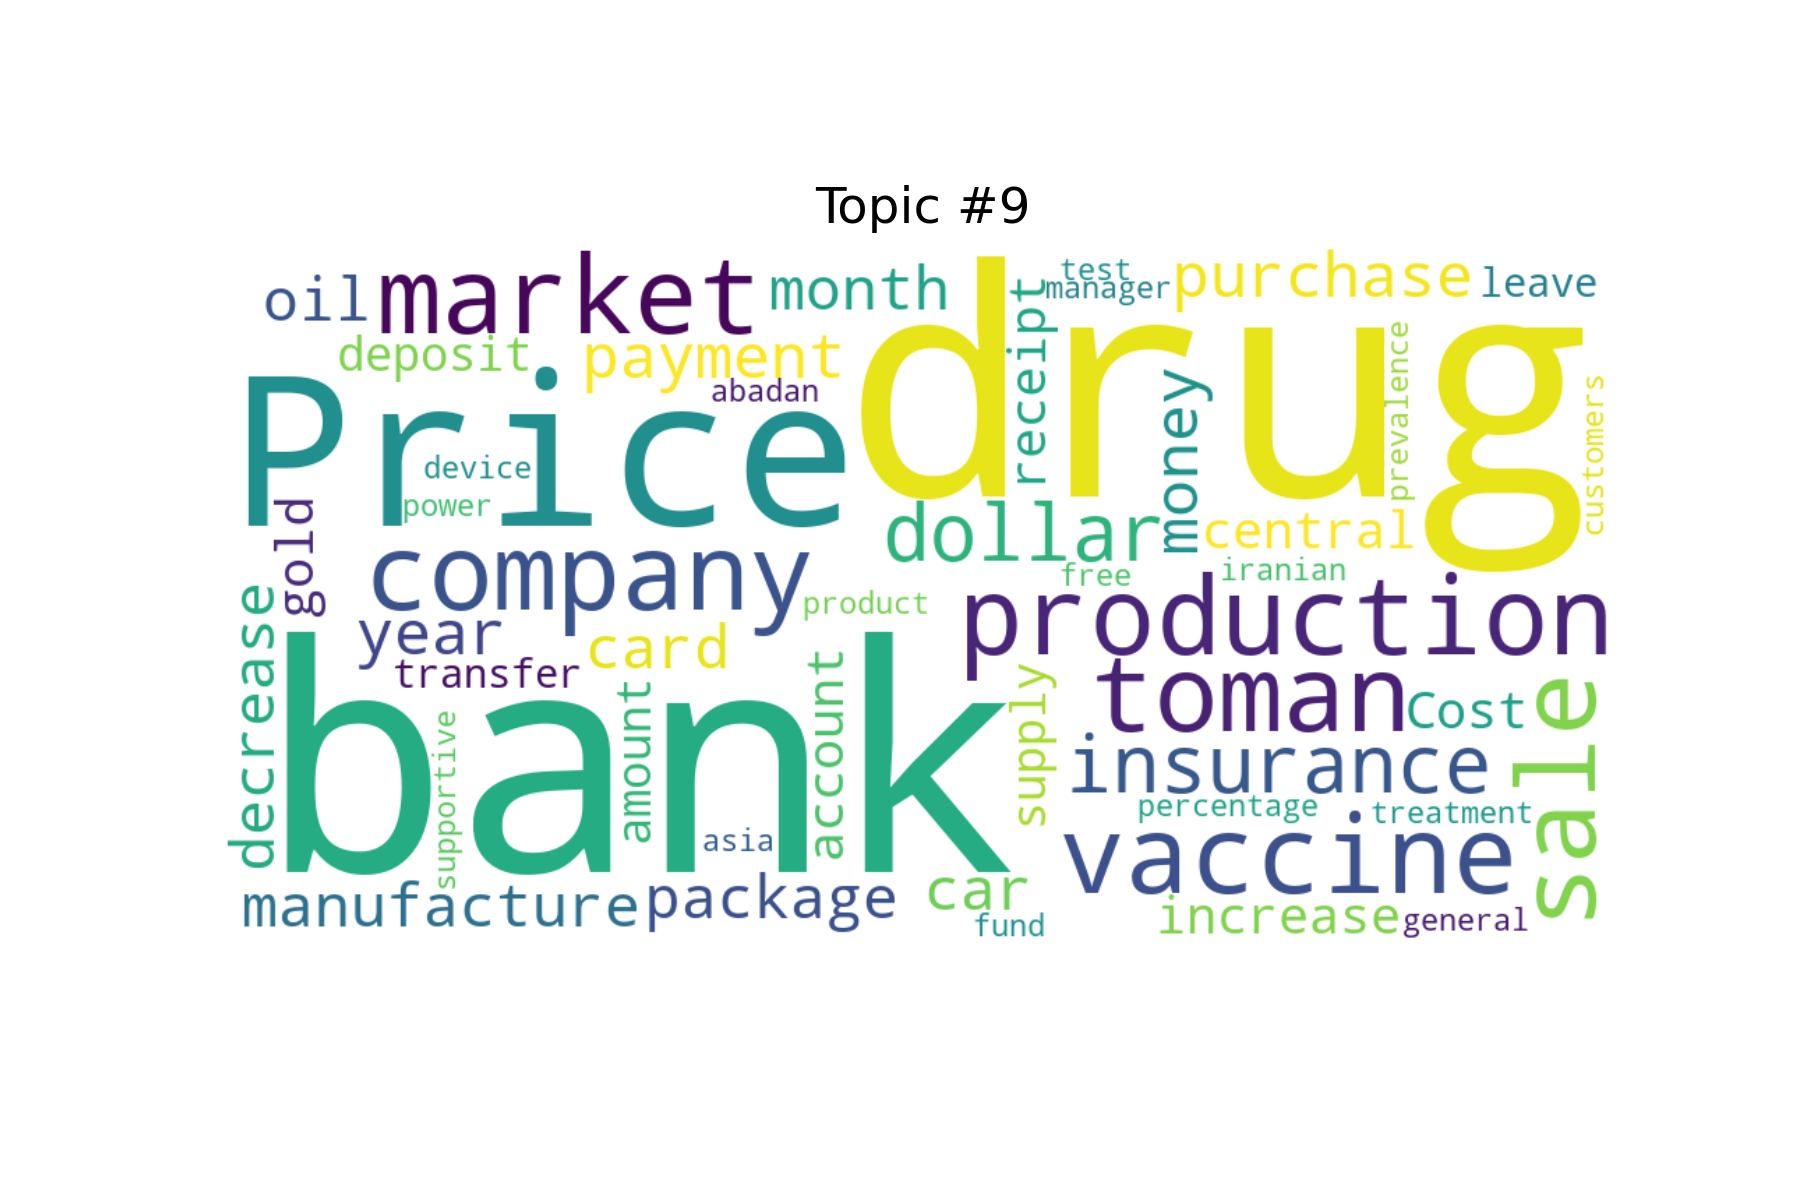 Topic #9
oil
market
month
test
manager
purchase
leave
deposit
payment
abadan
drug
receipt
money
prevalence
customers
Price
device
power
gold
dollar
central
company
free
iranian
product
production
decrease
year
card
transfer
toman
Cost
sale
bank
supportive
amount
account
asia
supply
insurance
percentage
treatment
vaccine
manufacture
package
car
fund
increase
general